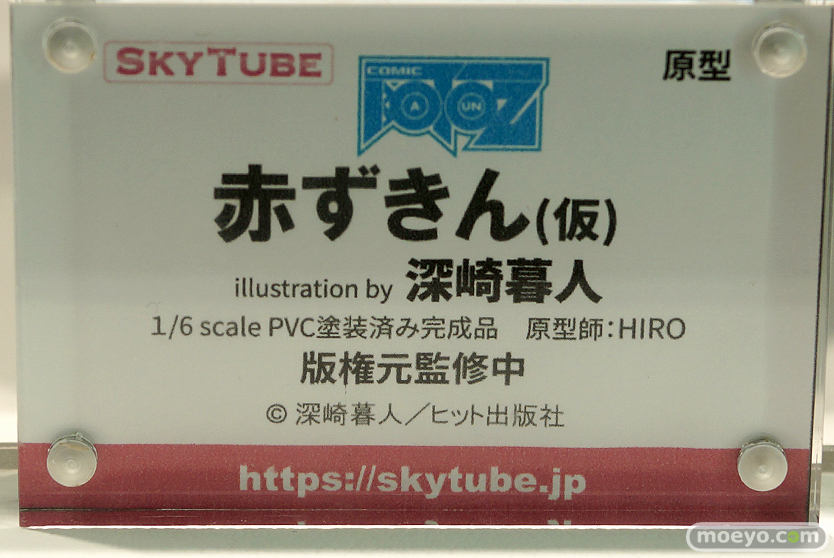 SKYTUBE
COMIC
A UN
原型
赤ずきん(仮)
illustration by 深崎暮人
1/6 scale PVC塗装済み完成品 原型師:HIRO
版権元監修中
© 深崎暮人/ヒット出版社
https://skytube.jp
moeyo.com